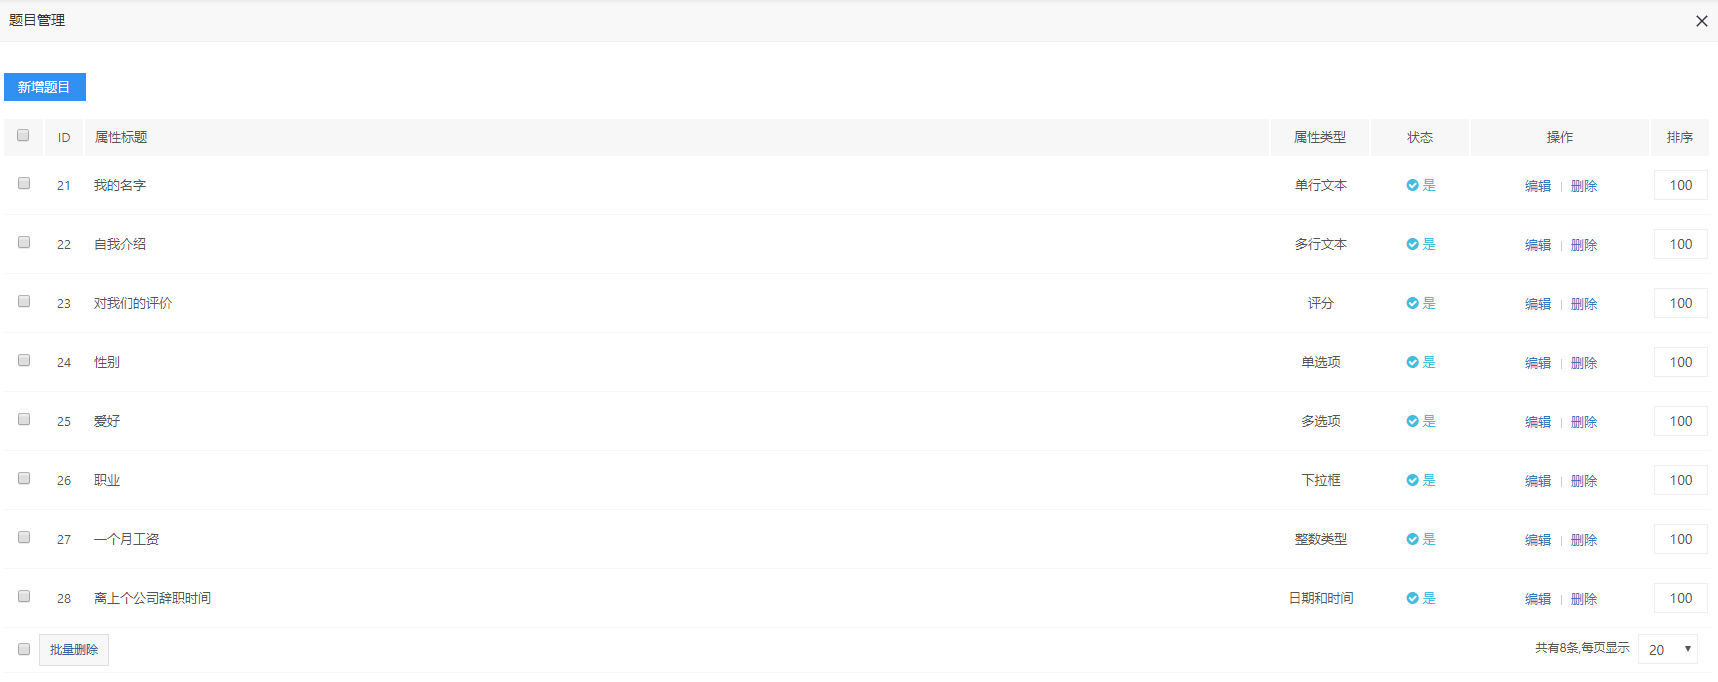 题目管理
新增题目
ID 属性标题 属性类型 状态 操作 排序
21 我的名字 单行文本 是 编辑 | 删除 100
22 自我介绍 多行文本 是 编辑 | 删除 100
23 对我们的评价 评分 是 编辑 | 删除 100
24 性别 单选项 是 编辑 | 删除 100
25 爱好 多选项 是 编辑 | 删除 100
26 职业 下拉框 是 编辑 | 删除 100
27 一个月工资 整数类型 是 编辑 | 删除 100
28 离上个公司辞职时间 日期和时间 是 编辑 | 删除 100
批量删除 共有8条,每页显示 20